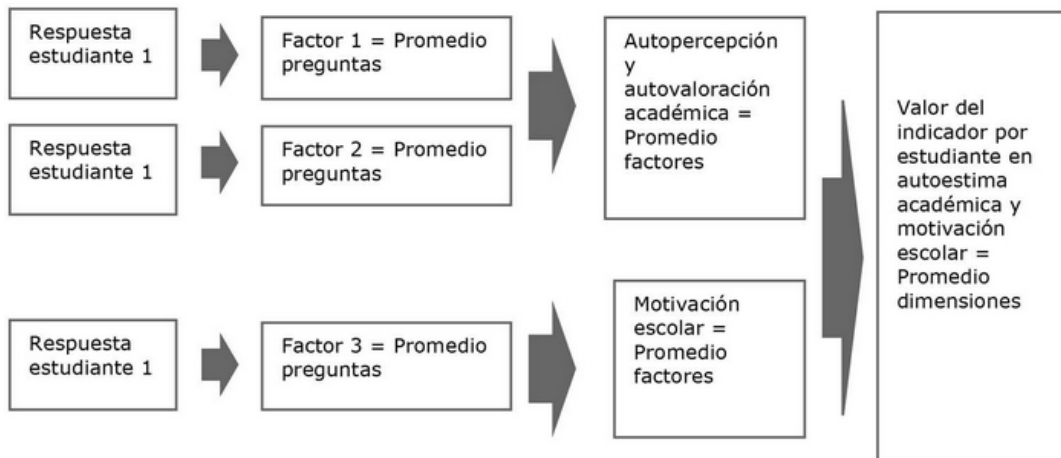 Respuesta
estudiante 1
Factor 1 = Promedio
preguntas
Respuesta
estudiante 1
Factor 2 = Promedio
preguntas
Autopercepción
y
autovaloración
académica =
Promedio
factores
Respuesta
estudiante 1
Factor 3 = Promedio
preguntas
Motivación
escolar =
Promedio
factores
Valor del
indicador por
estudiante en
autoestima
académica y
motivación
escolar =
Promedio
dimensiones